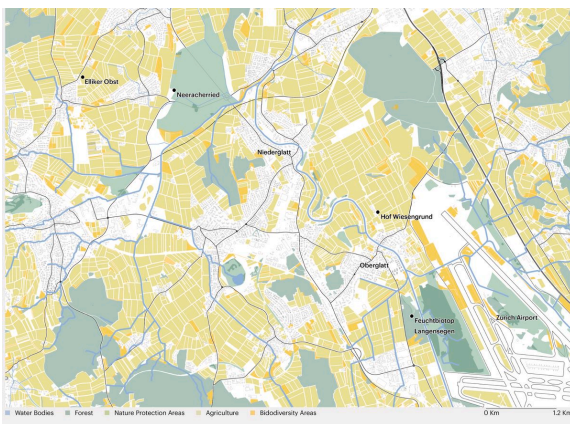 Elliker Obst
Neeracherried
Niederglatt
Hof Wiesengrund
Oberglatt
Feuchtbiotop
Langensegen
Zürich Airport
Water Bodies
Forest
Nature Protection Areas
Agriculture
Bidodiversity Areas
0 Km
1.2 Km